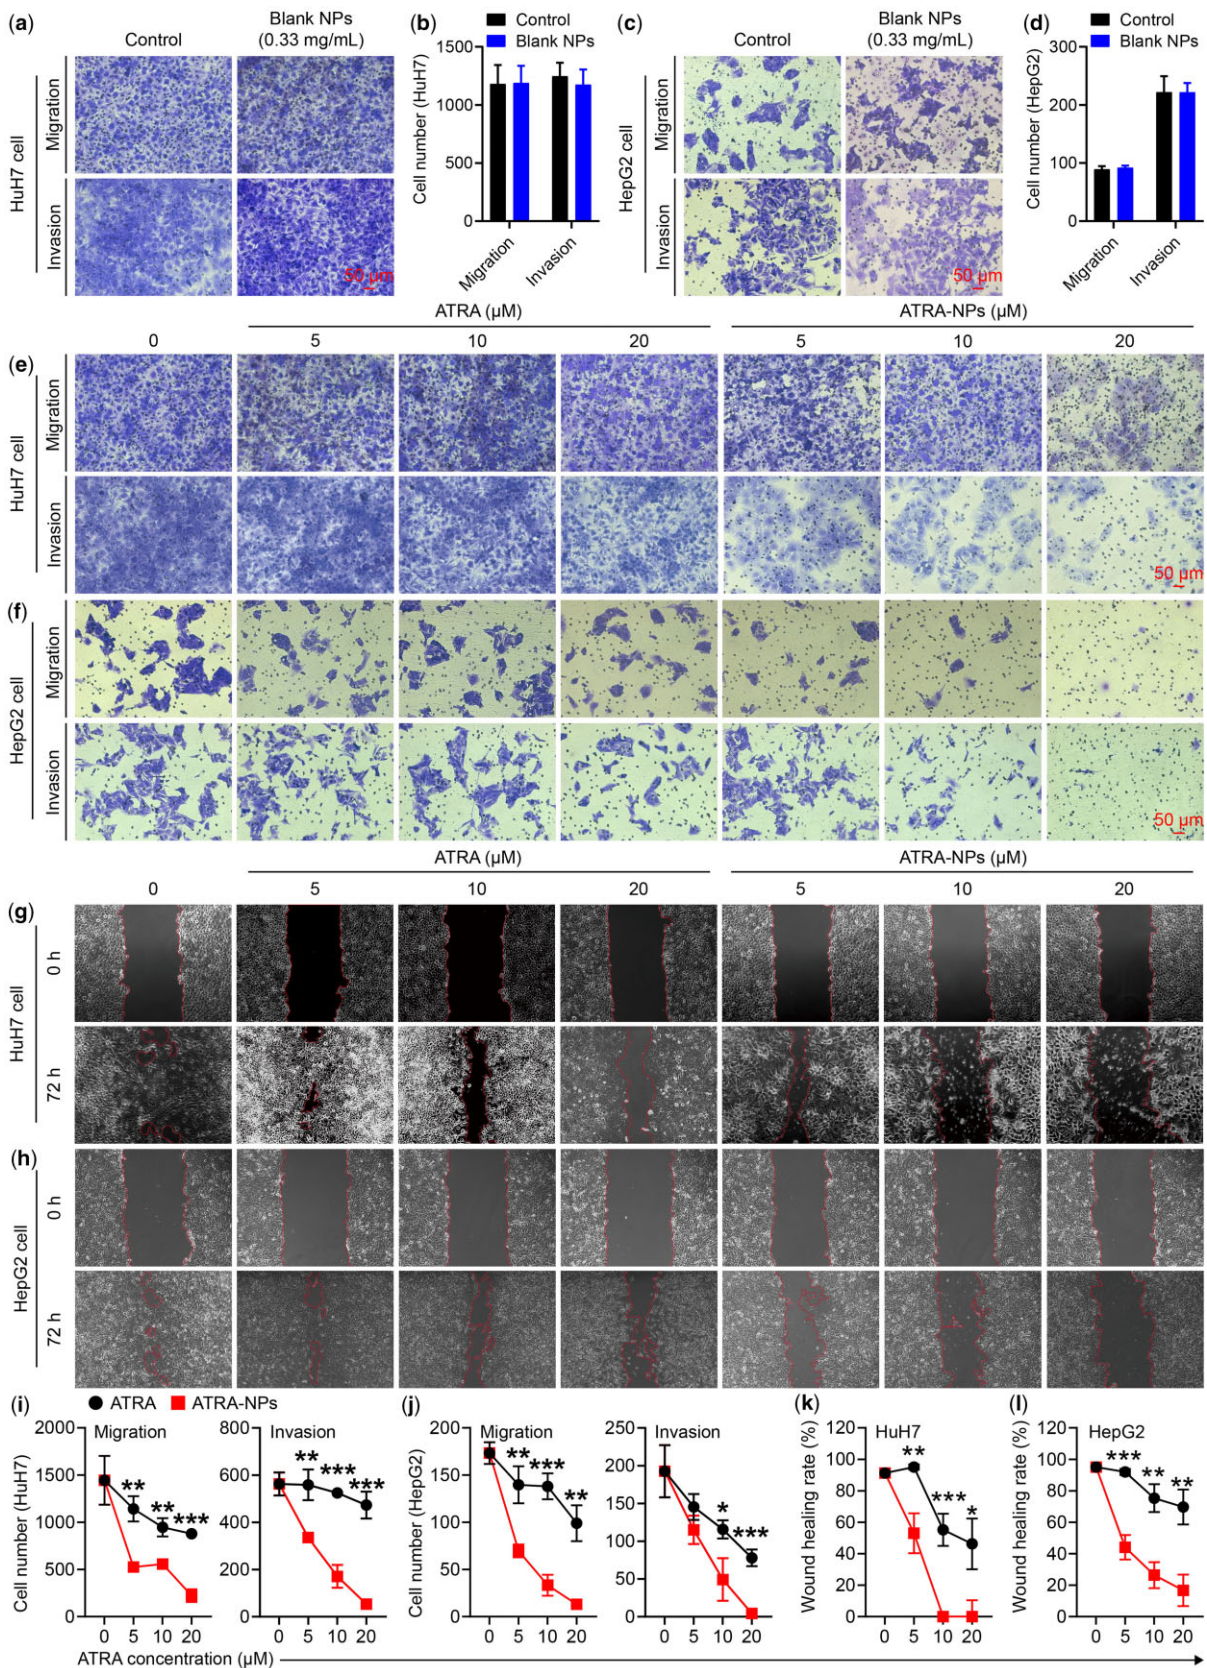 (a)
Control
Blank NPs
(0.33 mg/mL)
HuH7 cell
Migration
Invasion
50 µm
(b)
Control
Blank NPs
Cell number (HuH7)
1500
1000
500
0
Migration
Invasion
(c)
Control
Blank NPs
(0.33 mg/mL)
HepG2 cell
Migration
Invasion
50 µm
(d)
Control
Blank NPs
Cell number (HepG2)
300
200
100
0
Migration
Invasion
ATRA (µM)
ATRA-NPs (µM)
0 5 10 20 5 10 20
(e)
HuH7 cell
Migration
Invasion
50 µm
(f)
HepG2 cell
Migration
Invasion
50 µm
ATRA (µM)
ATRA-NPs (µM)
0 5 10 20 5 10 20
(g)
HuH7 cell
0 h
72 h
(h)
HepG2 cell
0 h
72 h
ATRA
ATRA-NPs
(i)
Migration
Cell number (HuH7)
2000
1500
1000
500
0
** ** ***
0 5 10 20
Invasion
800
600
400
200
0
** *** ***
0 5 10 20
(j)
Migration
Cell number (HepG2)
200
150
100
50
0
** *** **
0 5 10 20
Invasion
250
200
150
100
50
0
* ***
0 5 10 20
(k)
HuH7
Wound healing rate (%)
120
100
80
60
40
20
0
** *** *
0 5 10 20
(l)
HepG2
Wound healing rate (%)
120
100
80
60
40
20
0
*** ** **
0 5 10 20
ATRA concentration (µM)